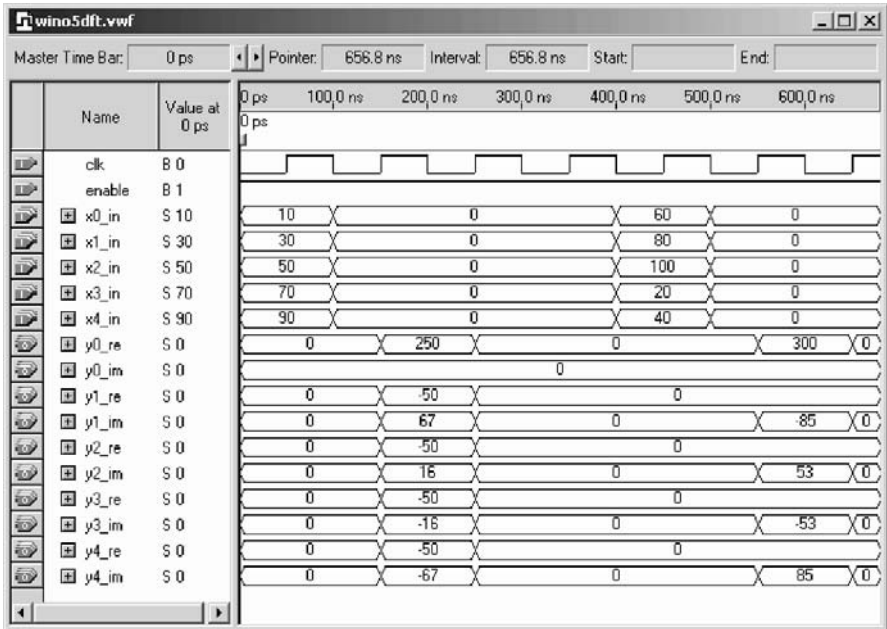 wino5dft.vwf
Master Time Bar: 0 ps Pointer: 656.8 ns Interval: 656.8 ns Start: End:
Name Value at 0 ps
0 ps 100,0 ns 200,0 ns 300,0 ns 400,0 ns 500,0 ns 600,0 ns
0 ps
clk B 0
enable B 1
x0_in S 10 10 0 60 0
x1_in S 30 30 0 80 0
x2_in S 50 50 0 100 0
x3_in S 70 70 0 20 0
x4_in S 90 90 0 40 0
y0_re S 0 0 250 0 300 0
y0_im S 0 0
y1_re S 0 0 -50 0
y1_im S 0 0 67 0 -85 0
y2_re S 0 0 -50 0
y2_im S 0 0 16 0 53 0
y3_re S 0 0 -50 0
y3_im S 0 0 -16 0 -53 0
y4_re S 0 0 -50 0
y4_im S 0 0 -67 0 85 0